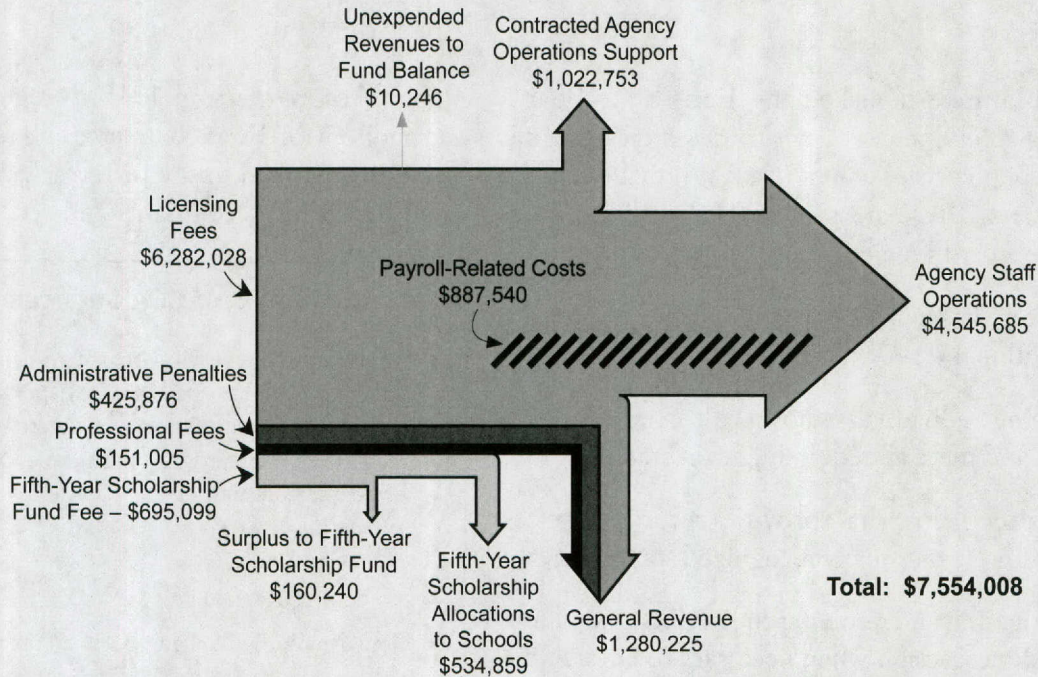 Unexpended
Revenues to
Fund Balance
$10,246
Contracted Agency
Operations Support
$1,022,753
Licensing
Fees
$6,282,028
Payroll-Related Costs
$887,540
Agency Staff
Operations
$4,545,685
Administrative Penalties
$425,876
Professional Fees
$151,005
Fifth-Year Scholarship
Fund Fee – $695,099
Surplus to Fifth-Year
Scholarship Fund
$160,240
Fifth-Year
Scholarship
Allocations
to Schools
$534,859
General Revenue
$1,280,225
Total: $7,554,008